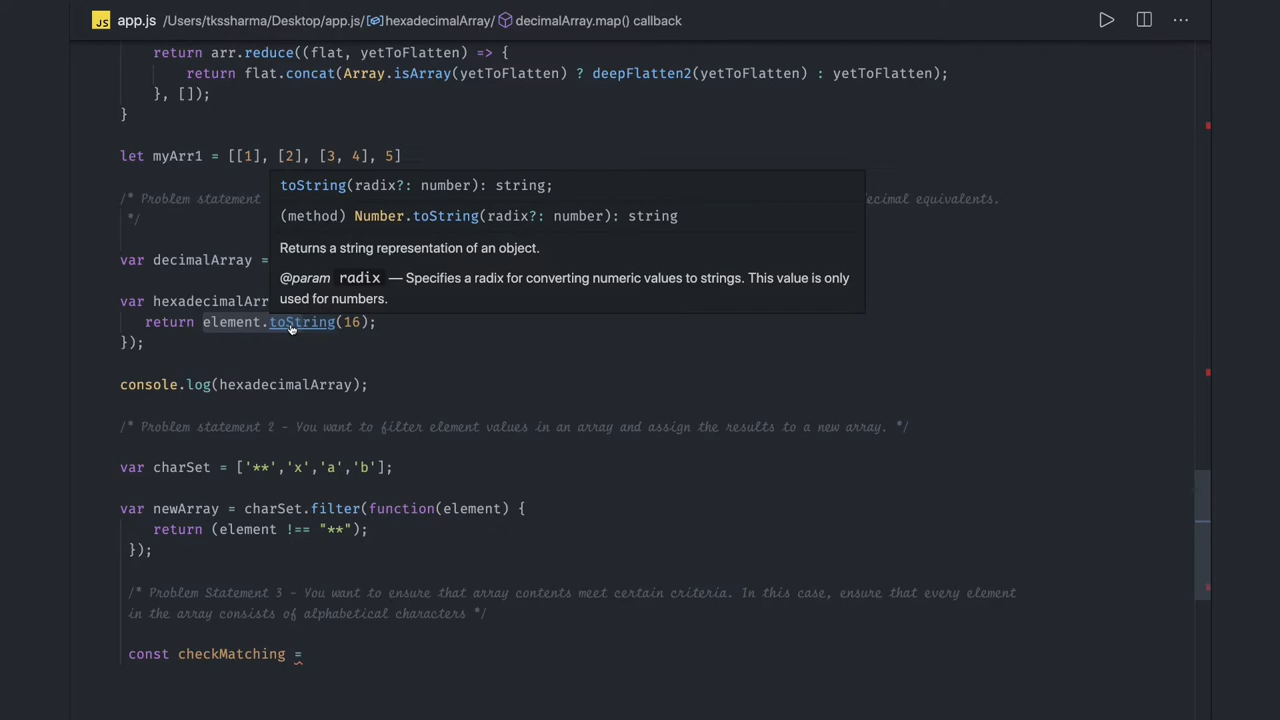 JS app.js /Users/tkssharma/Desktop/app.js/hexadecimalArray/ decimalArray.map() callback
return arr.reduce((flat, yetToFlatten) => {
return flat.concat(Array.isArray(yetToFlatten) ? deepFlatten2(yetToFlatten) : yetToFlatten);
}, []);
}
let myArr1 = [[1], [2], [3, 4], 5]
toString(radix?: number): string;
/* Problem statement ecimal equivalents.
(method) Number.toString(radix?: number): string
*/
Returns a string representation of an object.
var decimalArray =
@param radix — Specifies a radix for converting numeric values to strings. This value is only
used for numbers.
var hexadecimalArr
return element.toString(16);
});
console.log(hexadecimalArray);
/* Problem statement 2 - You want to filter element values in an array and assign the results to a new array. */
var charSet = ['**','x','a','b'];
var newArray = charSet.filter(function(element) {
return (element !== "**");
});
/* Problem Statement 3 - You want to ensure that array contents meet certain criteria. In this case, ensure that every element
in the array consists of alphabetical characters */
const checkMatching =